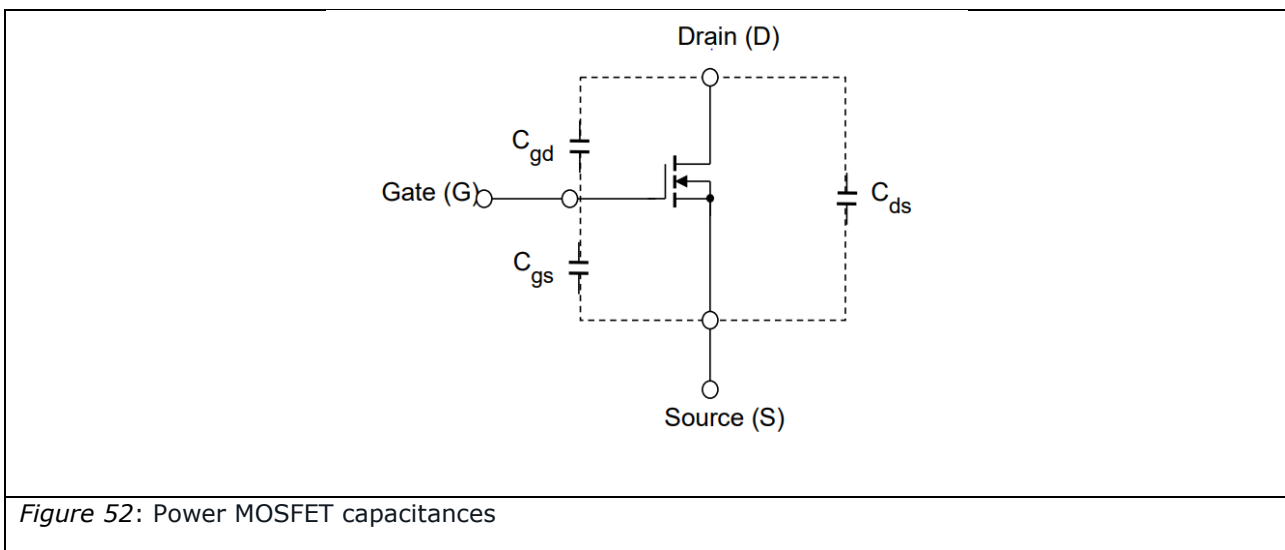 Drain (D)
Cgd
Gate (G)
Cds
Cgs
Source (S)
Figure 52: Power MOSFET capacitances